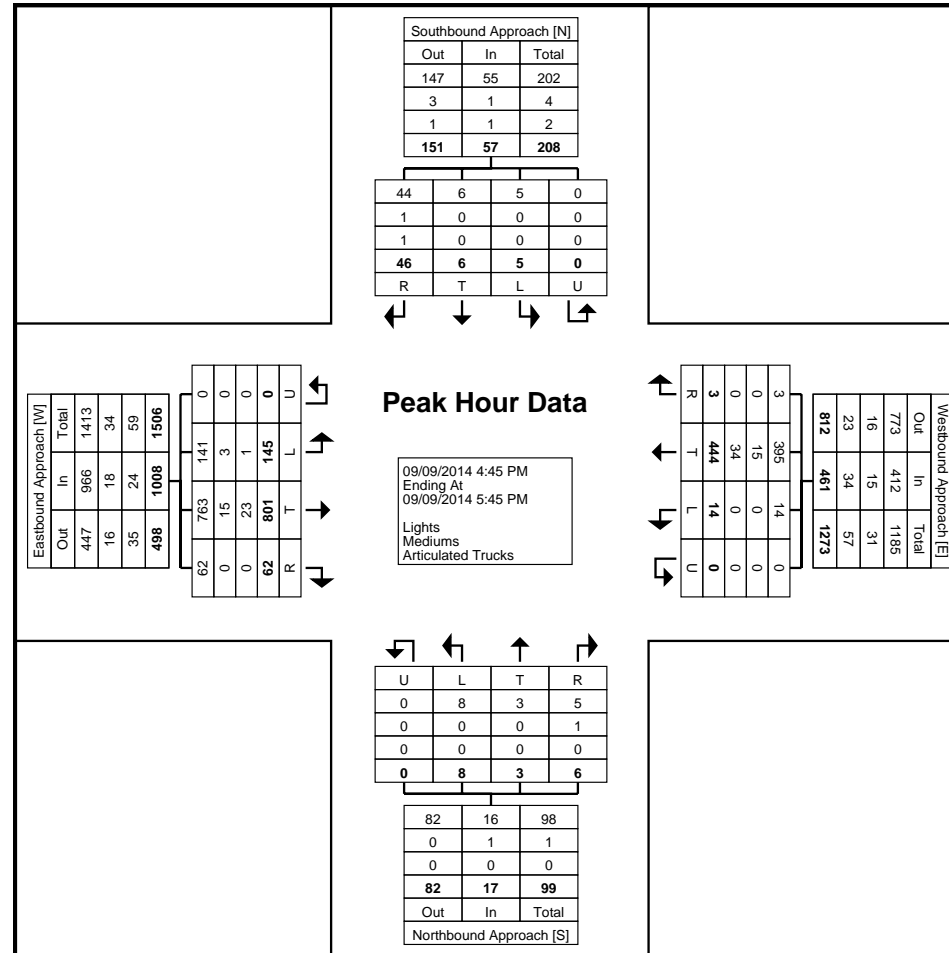 Southbound Approach [N]
Out In Total
147 55 202
3 1 4
1 1 2
151 57 208
44 6 5 0
1 0 0 0
1 0 0 0
46 6 5 0
R T L U
Eastbound Approach [W]
Total In Out
1413 966 447
34 18 16
59 24 35
1506 1008 498
0 141 763 62
0 3 15 0
0 1 23 0
0 145 801 62
U L T R
Peak Hour Data
09/09/2014 4:45 PM
Ending At
09/09/2014 5:45 PM
Lights
Mediums
Articulated Trucks
R T L U
3 444 14 0
0 34 0 0
0 15 0 0
3 395 14 0
Westbound Approach [E]
Out In Total
773 412 1185
16 15 31
23 34 57
812 461 1273
U L T R
0 8 3 5
0 0 0 1
0 0 0 0
0 8 3 6
82 16 98
0 1 1
0 0 0
82 17 99
Out In Total
Northbound Approach [S]